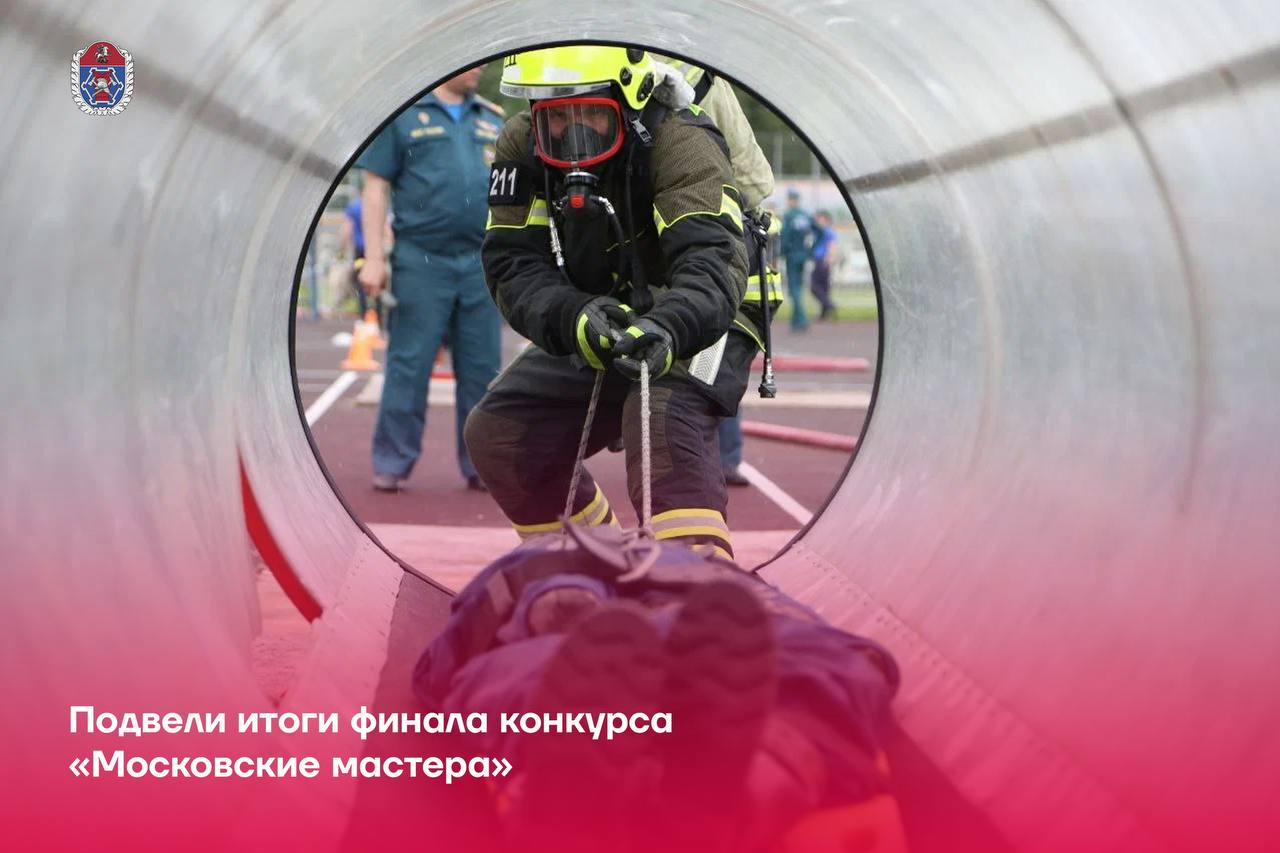 211
Подвели итоги финала конкурса
«Московские мастера»